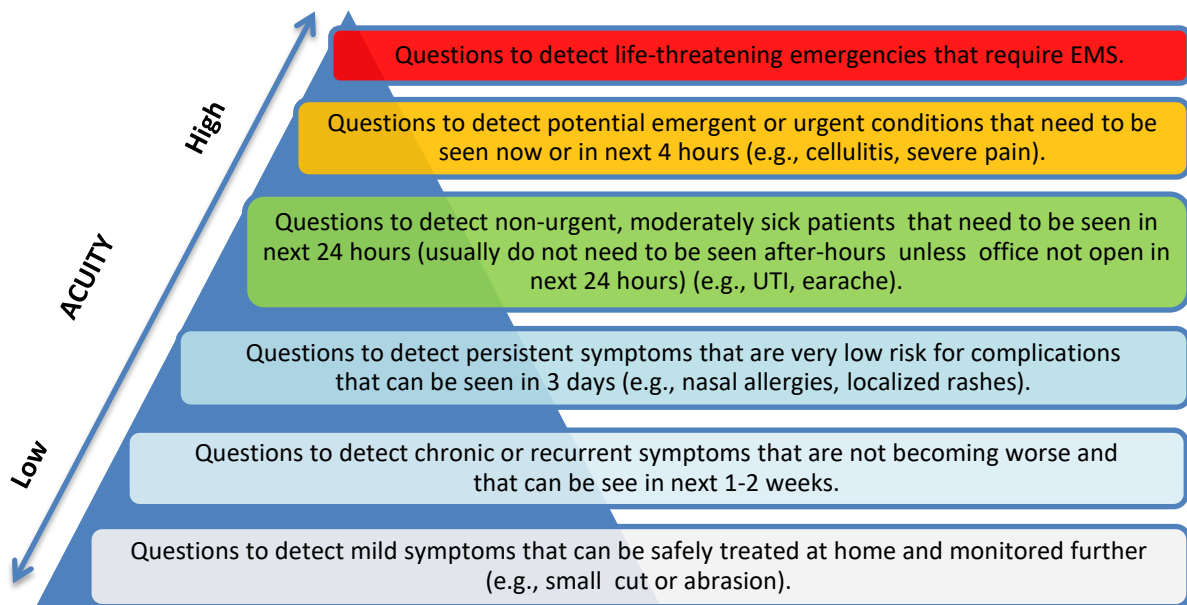 Questions to detect life-threatening emergencies that require EMS.
High
Questions to detect potential emergent or urgent conditions that need to be
seen now or in next 4 hours (e.g., cellulitis, severe pain).
ACUITY
Questions to detect non-urgent, moderately sick patients that need to be seen in
next 24 hours (usually do not need to be seen after-hours unless office not open in
next 24 hours) (e.g., UTI, earache).
Questions to detect persistent symptoms that are very low risk for complications
that can be seen in 3 days (e.g., nasal allergies, localized rashes).
Low
Questions to detect chronic or recurrent symptoms that are not becoming worse and
that can be see in next 1-2 weeks.
Questions to detect mild symptoms that can be safely treated at home and monitored further
(e.g., small cut or abrasion).